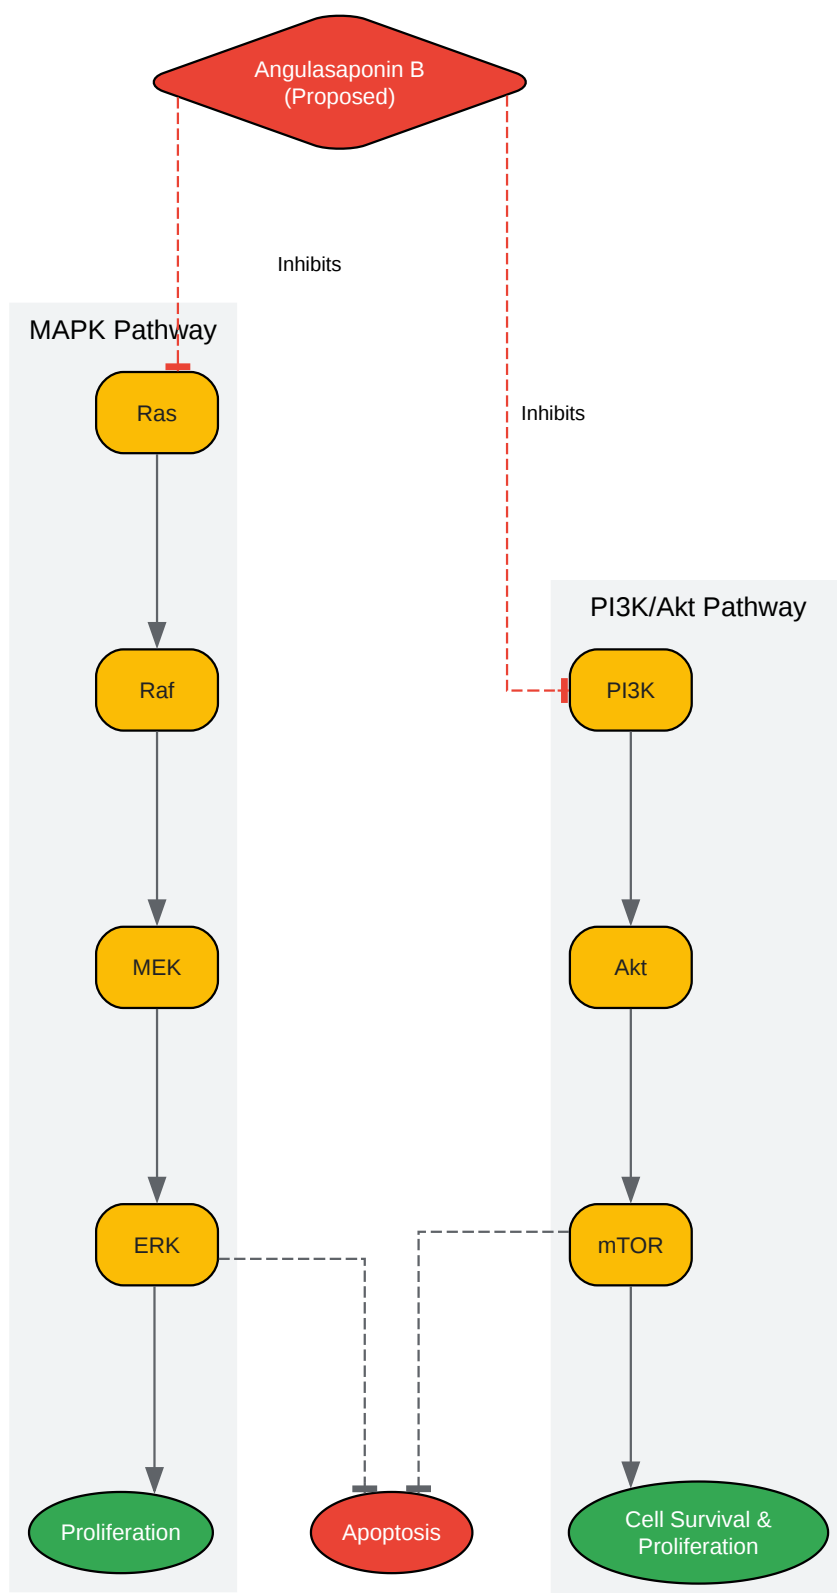 Angulasaponin B
(Proposed)
Inhibits
MAPK Pathway
Ras
Inhibits
PI3K/Akt Pathway
Raf
PI3K
MEK
Akt
ERK
mTOR
Proliferation
Apoptosis
Cell Survival &
Proliferation